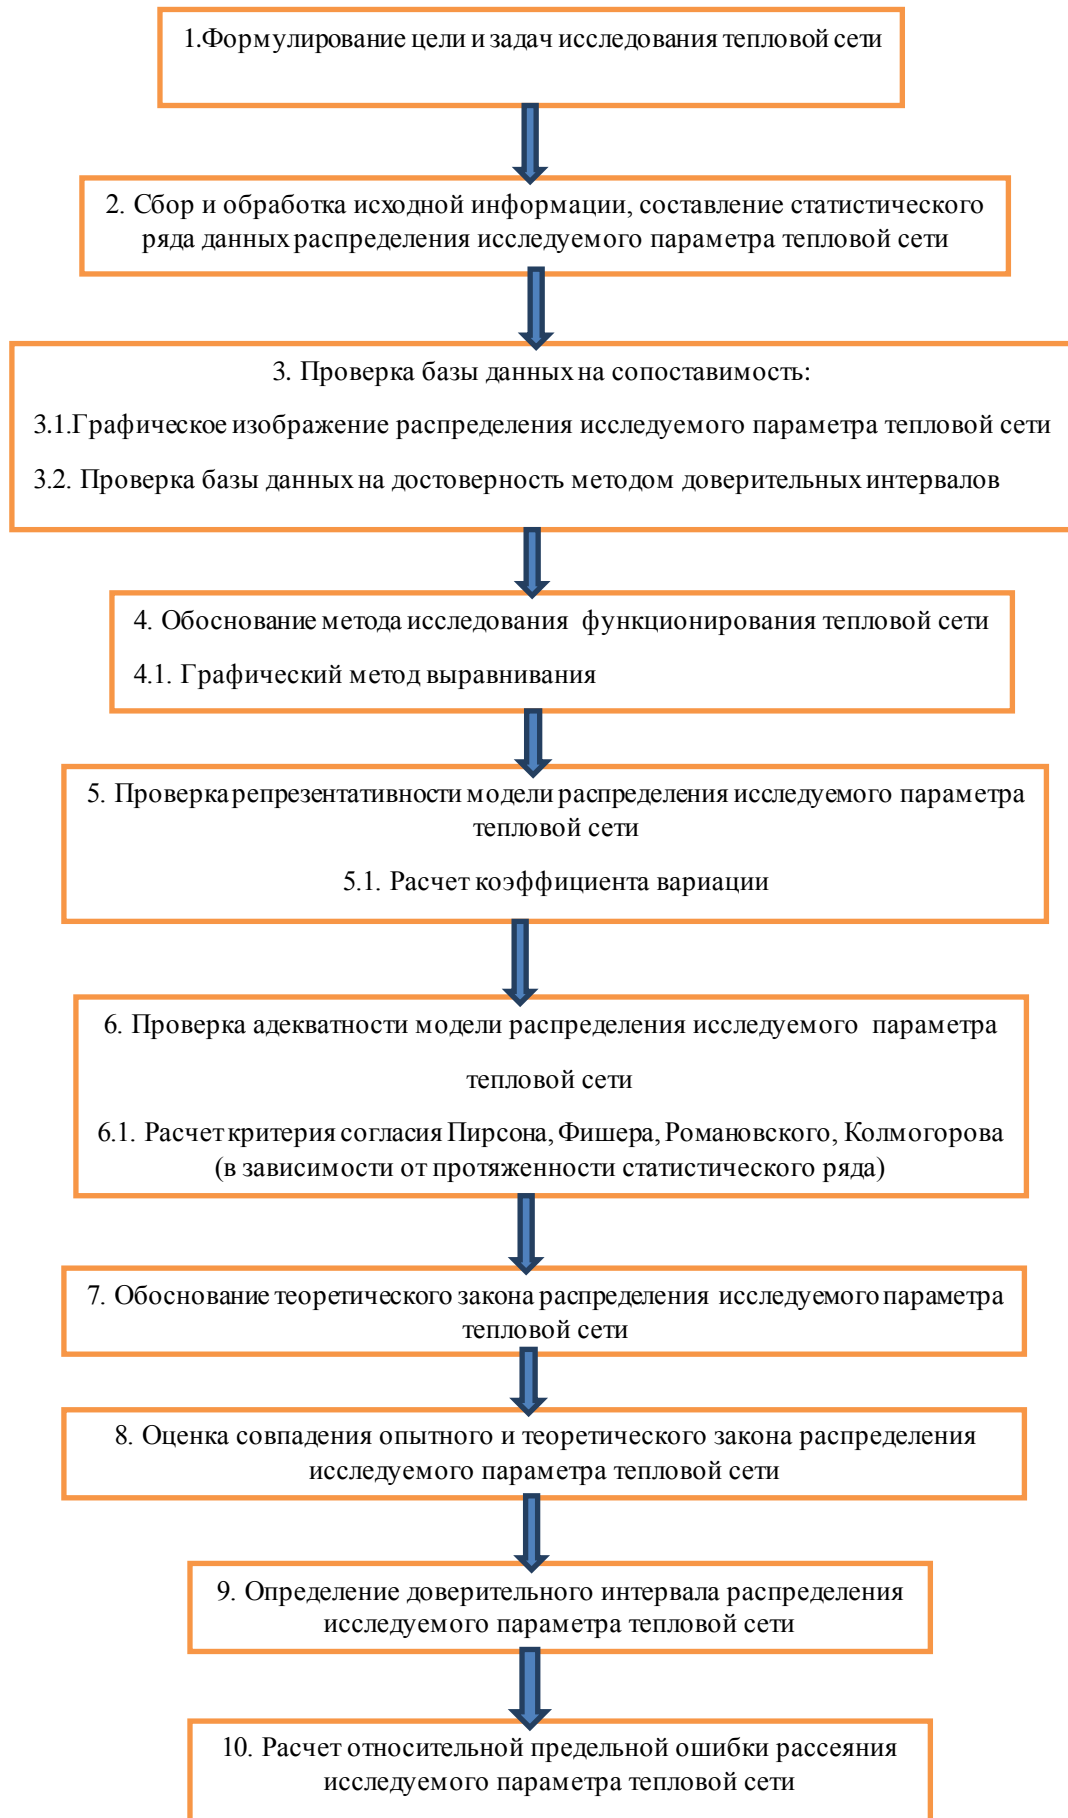 1.Формулирование цели и задач исследования тепловой сети
2. Сбор и обработка исходной информации, составление статистического
ряда данных распределения исследуемого параметра тепловой сети
3. Проверка базы данных на сопоставимость:
3.1.Графическое изображение распределения исследуемого параметра тепловой сети
3.2. Проверка базы данных на достоверность методом доверительных интервалов
4. Обоснование метода исследования функционирования тепловой сети
4.1. Графический метод выравнивания
5. Проверка репрезентативности модели распределения исследуемого параметра
тепловой сети
5.1. Расчет коэффициента вариации
6. Проверка адекватности модели распределения исследуемого параметра
тепловой сети
6.1. Расчет критерия согласия Пирсона, Фишера, Романовского, Колмогорова
(в зависимости от протяженности статистического ряда)
7. Обоснование теоретического закона распределения исследуемого параметра
тепловой сети
8. Оценка совпадения опытного и теоретического закона распределения
исследуемого параметра тепловой сети
9. Определение доверительного интервала распределения
исследуемого параметра тепловой сети
10. Расчет относительной предельной ошибки рассеяния
исследуемого параметра тепловой сети